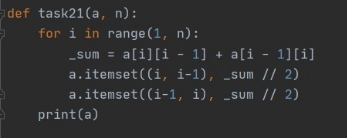 def task21(a, n):
    for i in range(1, n):
        _sum = a[i][i - 1] + a[i - 1][i]
        a.itemset((i, i-1), _sum // 2)
        a.itemset((i-1, i), _sum // 2)
    print(a)